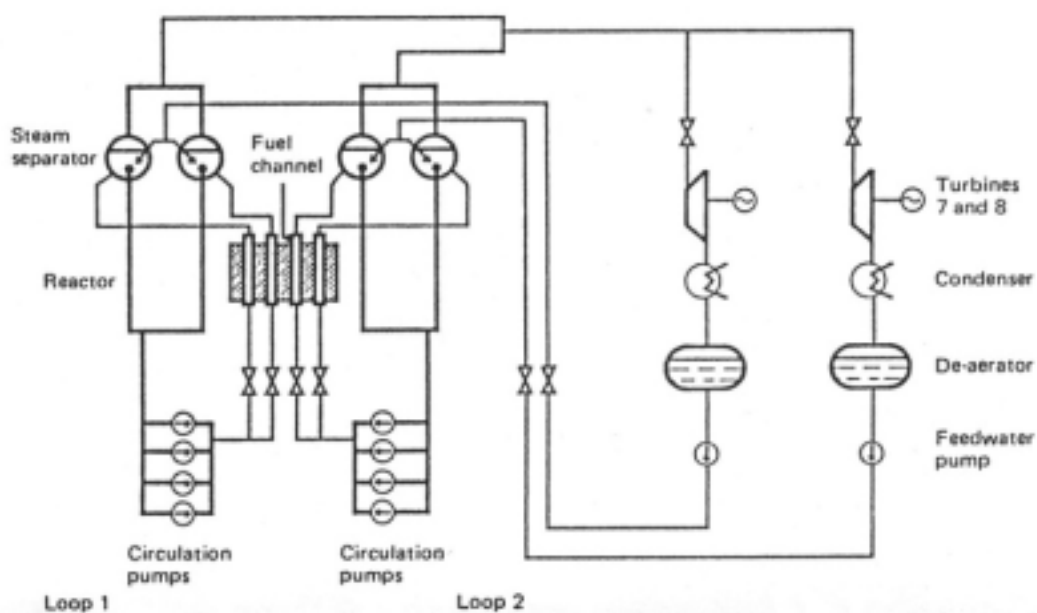 Steam
separator
Fuel
channel
Turbines
7 and 8
Reactor
Condenser
De-aerator
Feedwater
pump
Circulation
pumps
Circulation
pumps
Loop 1
Loop 2